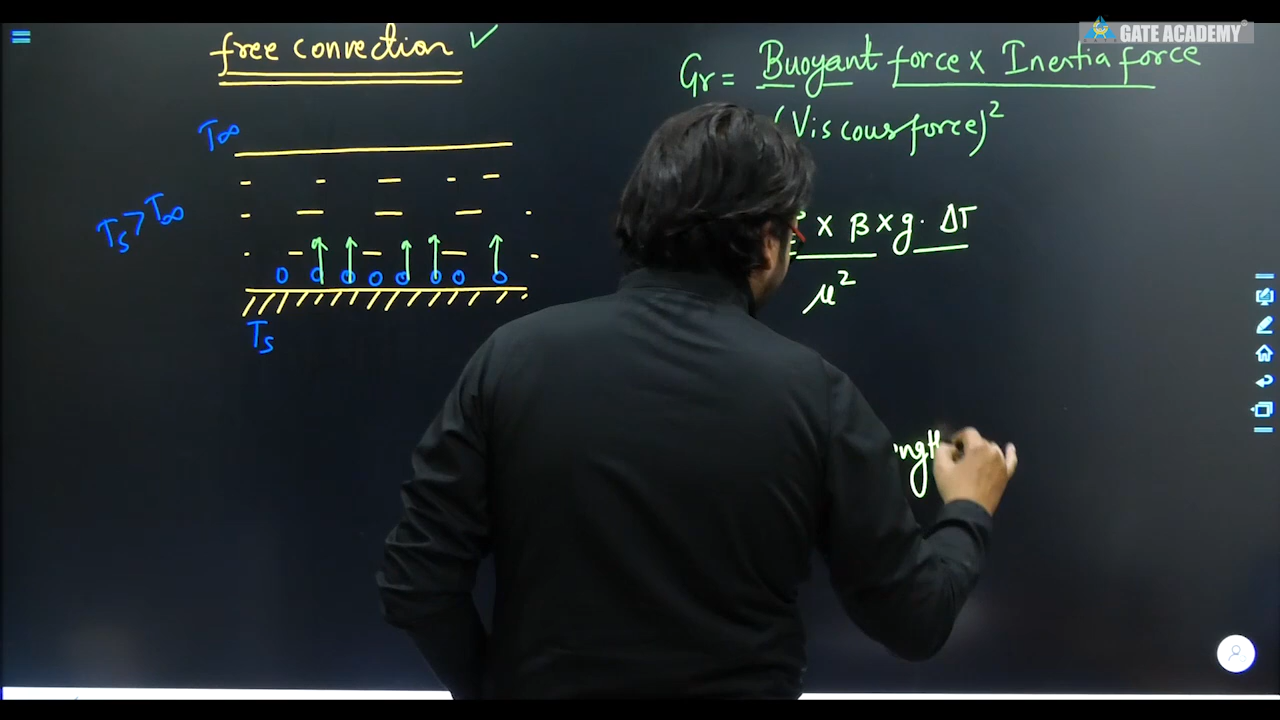 GATE ACADEMY
free convection ✓
Gr = Buoyant force x Inertia force
(Viscous force)²
T∞
Ts > T∞
x β x g · ΔT
μ²
Ts